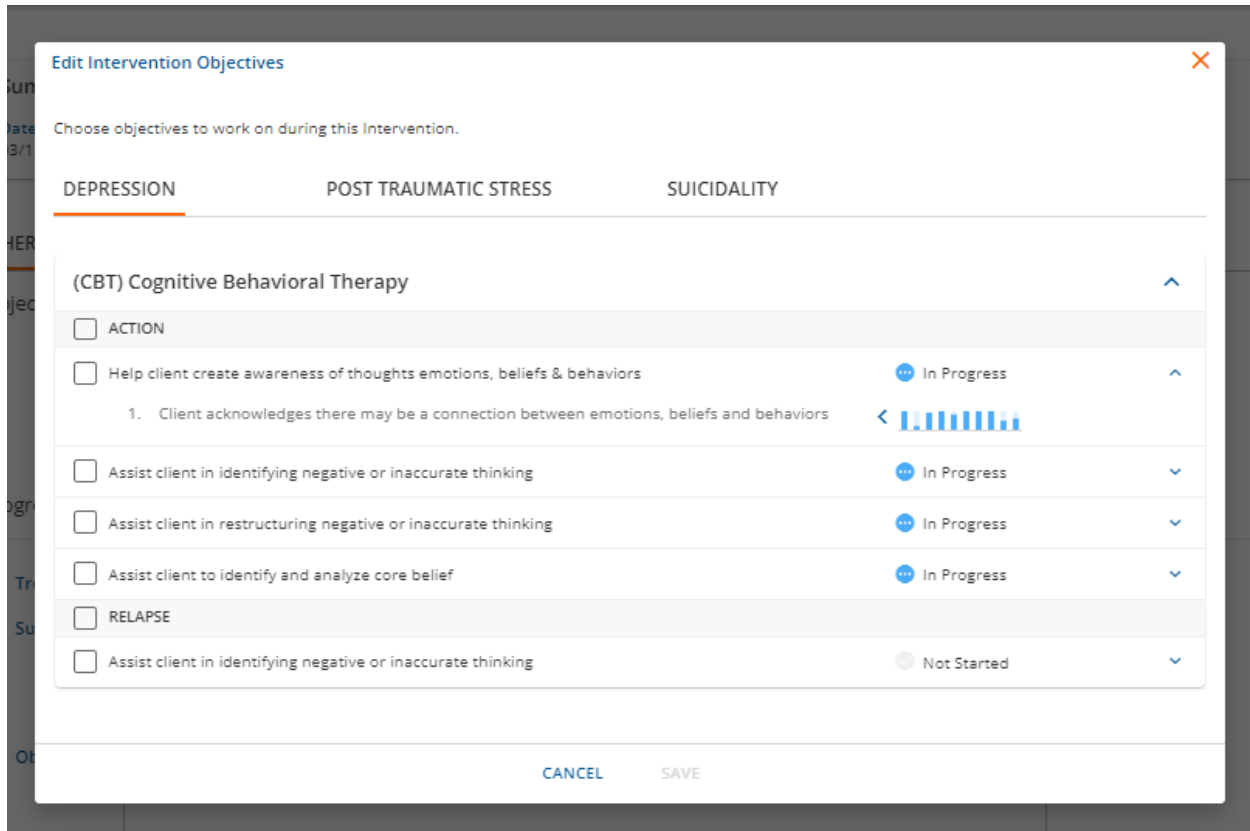 Edit Intervention Objectives
Choose objectives to work on during this Intervention.
DEPRESSION POST TRAUMATIC STRESS SUICIDALITY
(CBT) Cognitive Behavioral Therapy
ACTION
Help client create awareness of thoughts emotions, beliefs & behaviors In Progress
1. Client acknowledges there may be a connection between emotions, beliefs and behaviors
Assist client in identifying negative or inaccurate thinking In Progress
Assist client in restructuring negative or inaccurate thinking In Progress
Assist client to identify and analyze core belief In Progress
RELAPSE
Assist client in identifying negative or inaccurate thinking Not Started
CANCEL SAVE